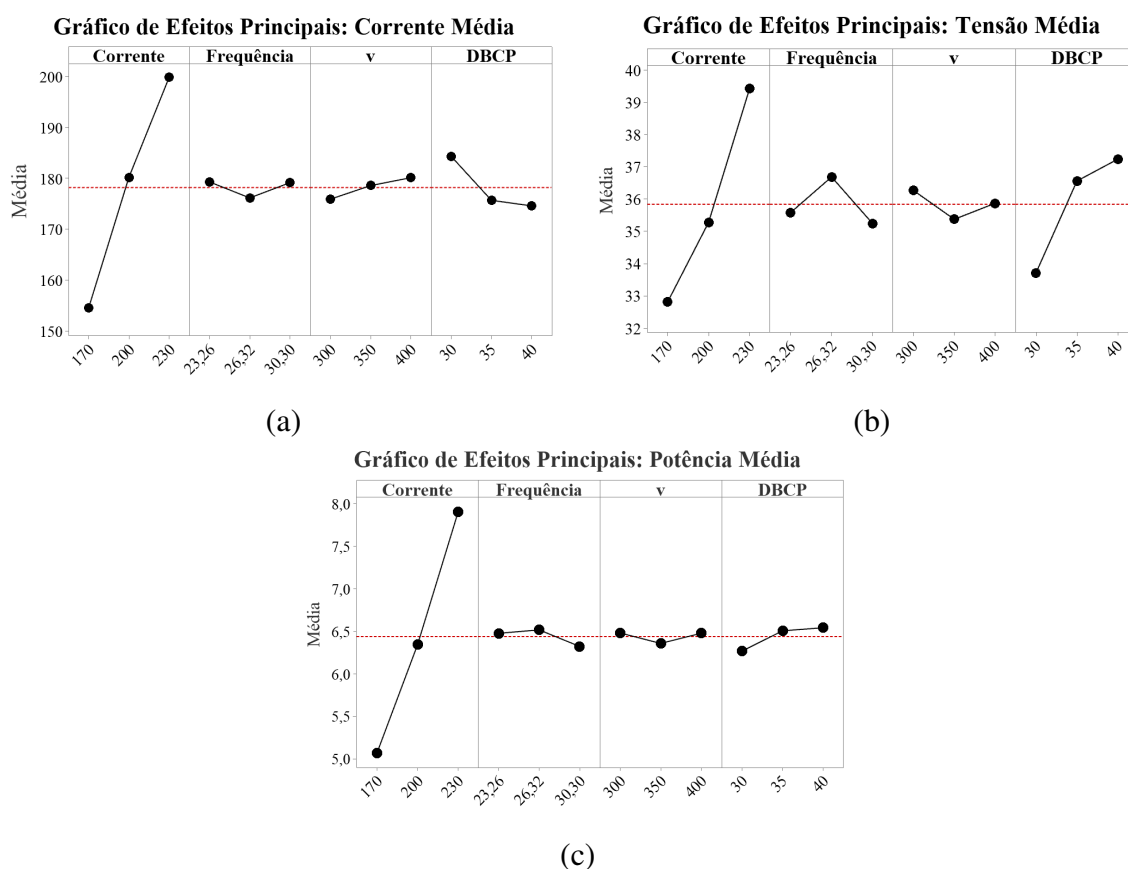 Gráfico de Efeitos Principais: Corrente Média
Corrente Frequência v DBCP
Média
200
190
180
170
160
150
170 200 230 23,26 26,32 30,30 300 350 400 30 35 40
(a)
Gráfico de Efeitos Principais: Tensão Média
Corrente Frequência v DBCP
Média
40
39
38
37
36
35
34
33
32
170 200 230 23,26 26,32 30,30 300 350 400 30 35 40
(b)
Gráfico de Efeitos Principais: Potência Média
Corrente Frequência v DBCP
Média
8,0
7,5
7,0
6,5
6,0
5,5
5,0
170 200 230 23,26 26,32 30,30 300 350 400 30 35 40
(c)